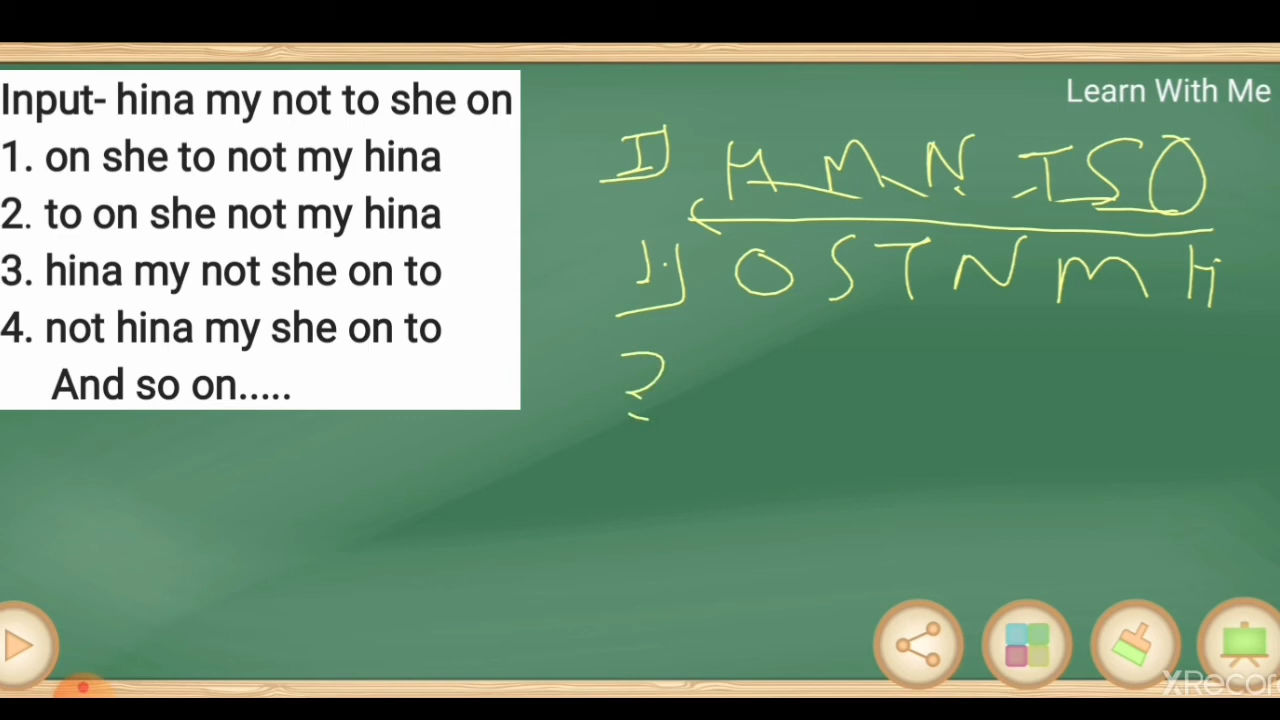 Input- hina my not to she on
1. on she to not my hina
2. to on she not my hina
3. hina my not she on to
4. not hina my she on to
And so on.....
Learn With Me
I) H M N T S O
1.) O S T N M H
2
XRecor